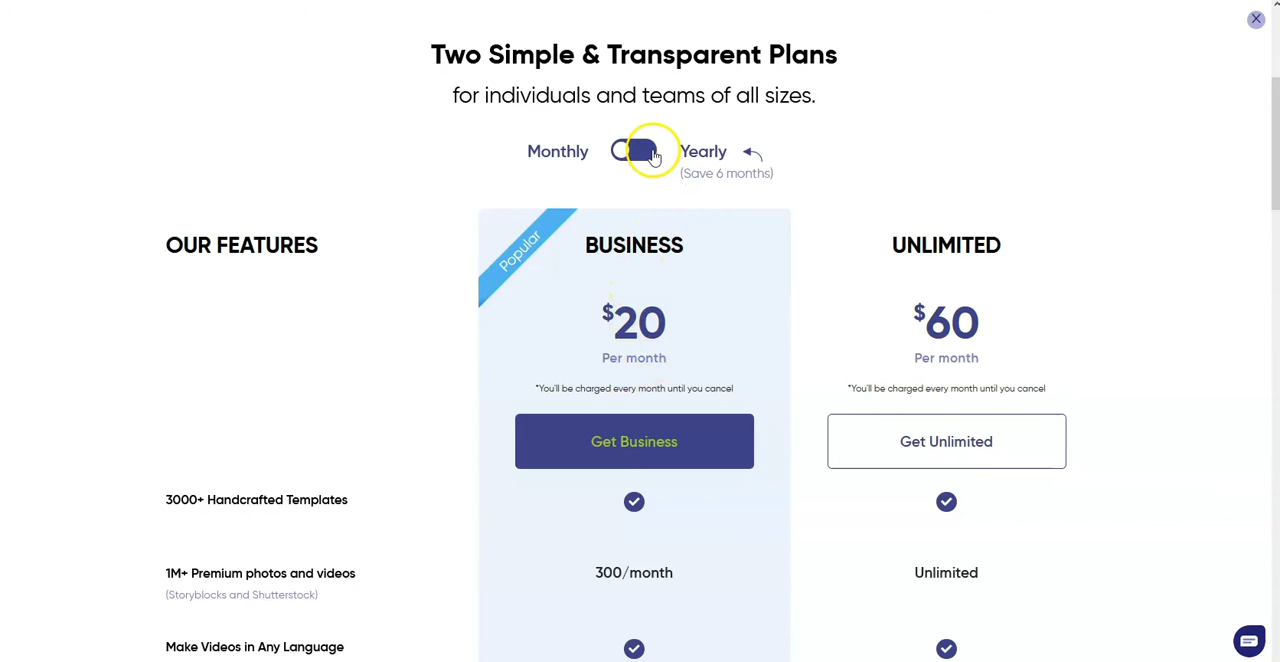 X
Two Simple & Transparent Plans
for individuals and teams of all sizes.
Monthly
Yearly
(Save 6 months)
OUR FEATURES
Popular
BUSINESS
UNLIMITED
$20
$60
Per month
Per month
*You'll be charged every month until you cancel
*You'll be charged every month until you cancel
Get Business
Get Unlimited
3000+ Handcrafted Templates
1M+ Premium photos and videos
300/month
Unlimited
(Storyblocks and Shutterstock)
Make Videos in Any Language